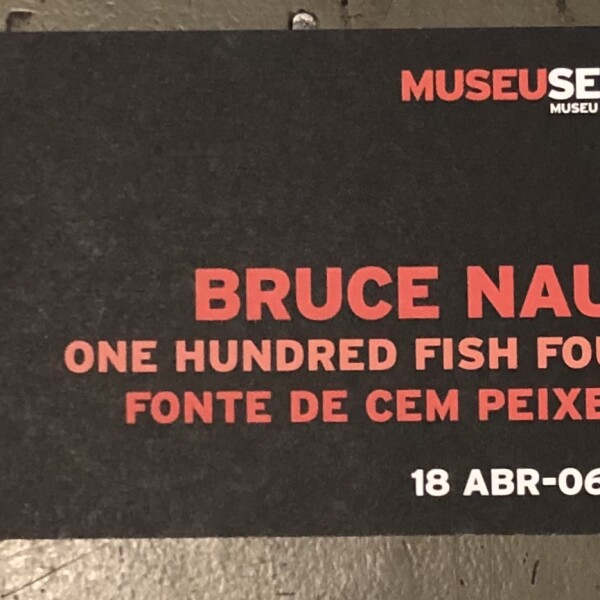 MUSEUSE
MUSEU
BRUCE NAU
ONE HUNDRED FISH FOU
FONTE DE CEM PEIXE
18 ABR-06